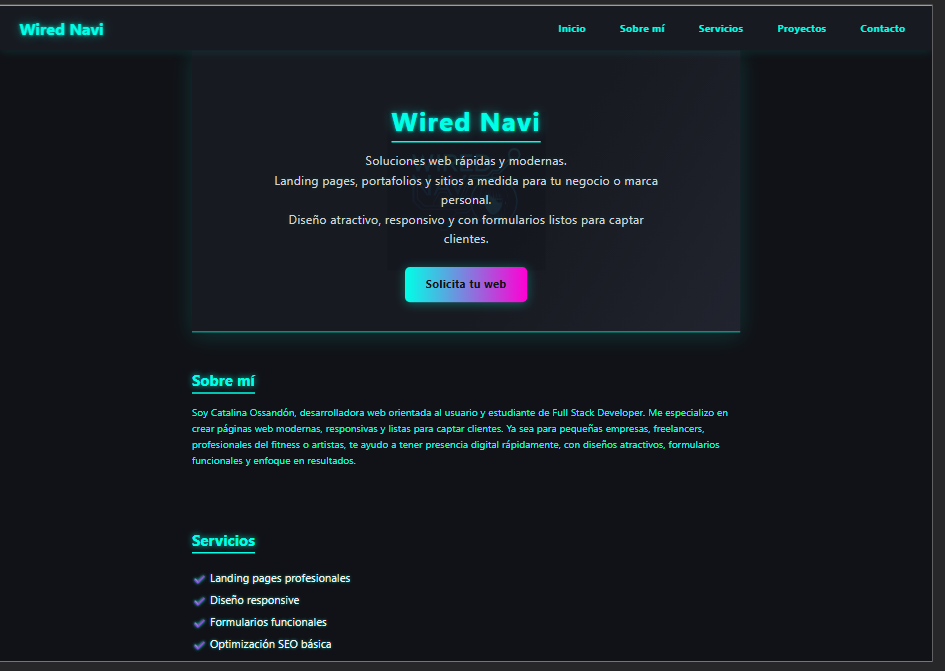 Wired Navi
Inicio Sobre mí Servicios Proyectos Contacto
Wired Navi
Soluciones web rápidas y modernas.
Landing pages, portafolios y sitios a medida para tu negocio o marca
personal.
Diseño atractivo, responsivo y con formularios listos para captar
clientes.
Solicita tu web
Sobre mí
Soy Catalina Ossandón, desarrolladora web orientada al usuario y estudiante de Full Stack Developer. Me especializo en
crear páginas web modernas, responsivas y listas para captar clientes. Ya sea para pequeñas empresas, freelancers,
profesionales del fitness o artistas, te ayudo a tener presencia digital rápidamente, con diseños atractivos, formularios
funcionales y enfoque en resultados.
Servicios
Landing pages profesionales
Diseño responsive
Formularios funcionales
Optimización SEO básica